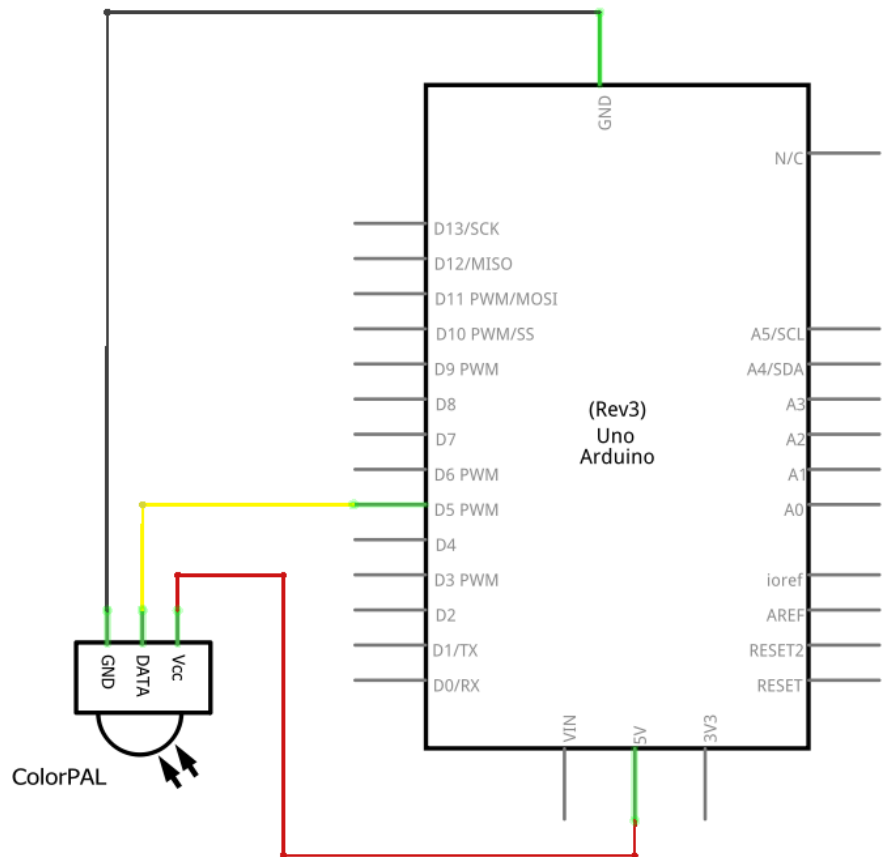 GND
N/C
D13/SCK
D12/MISO
D11 PWM/MOSI
D10 PWM/SS
A5/SCL
D9 PWM
A4/SDA
D8
A3
(Rev3)
Uno
Arduino
D7
A2
D6 PWM
A1
D5 PWM
A0
D4
D3 PWM
ioref
D2
AREF
D1/TX
RESET2
D0/RX
RESET
GND
DATA
Vcc
VIN
5V
3V3
ColorPAL